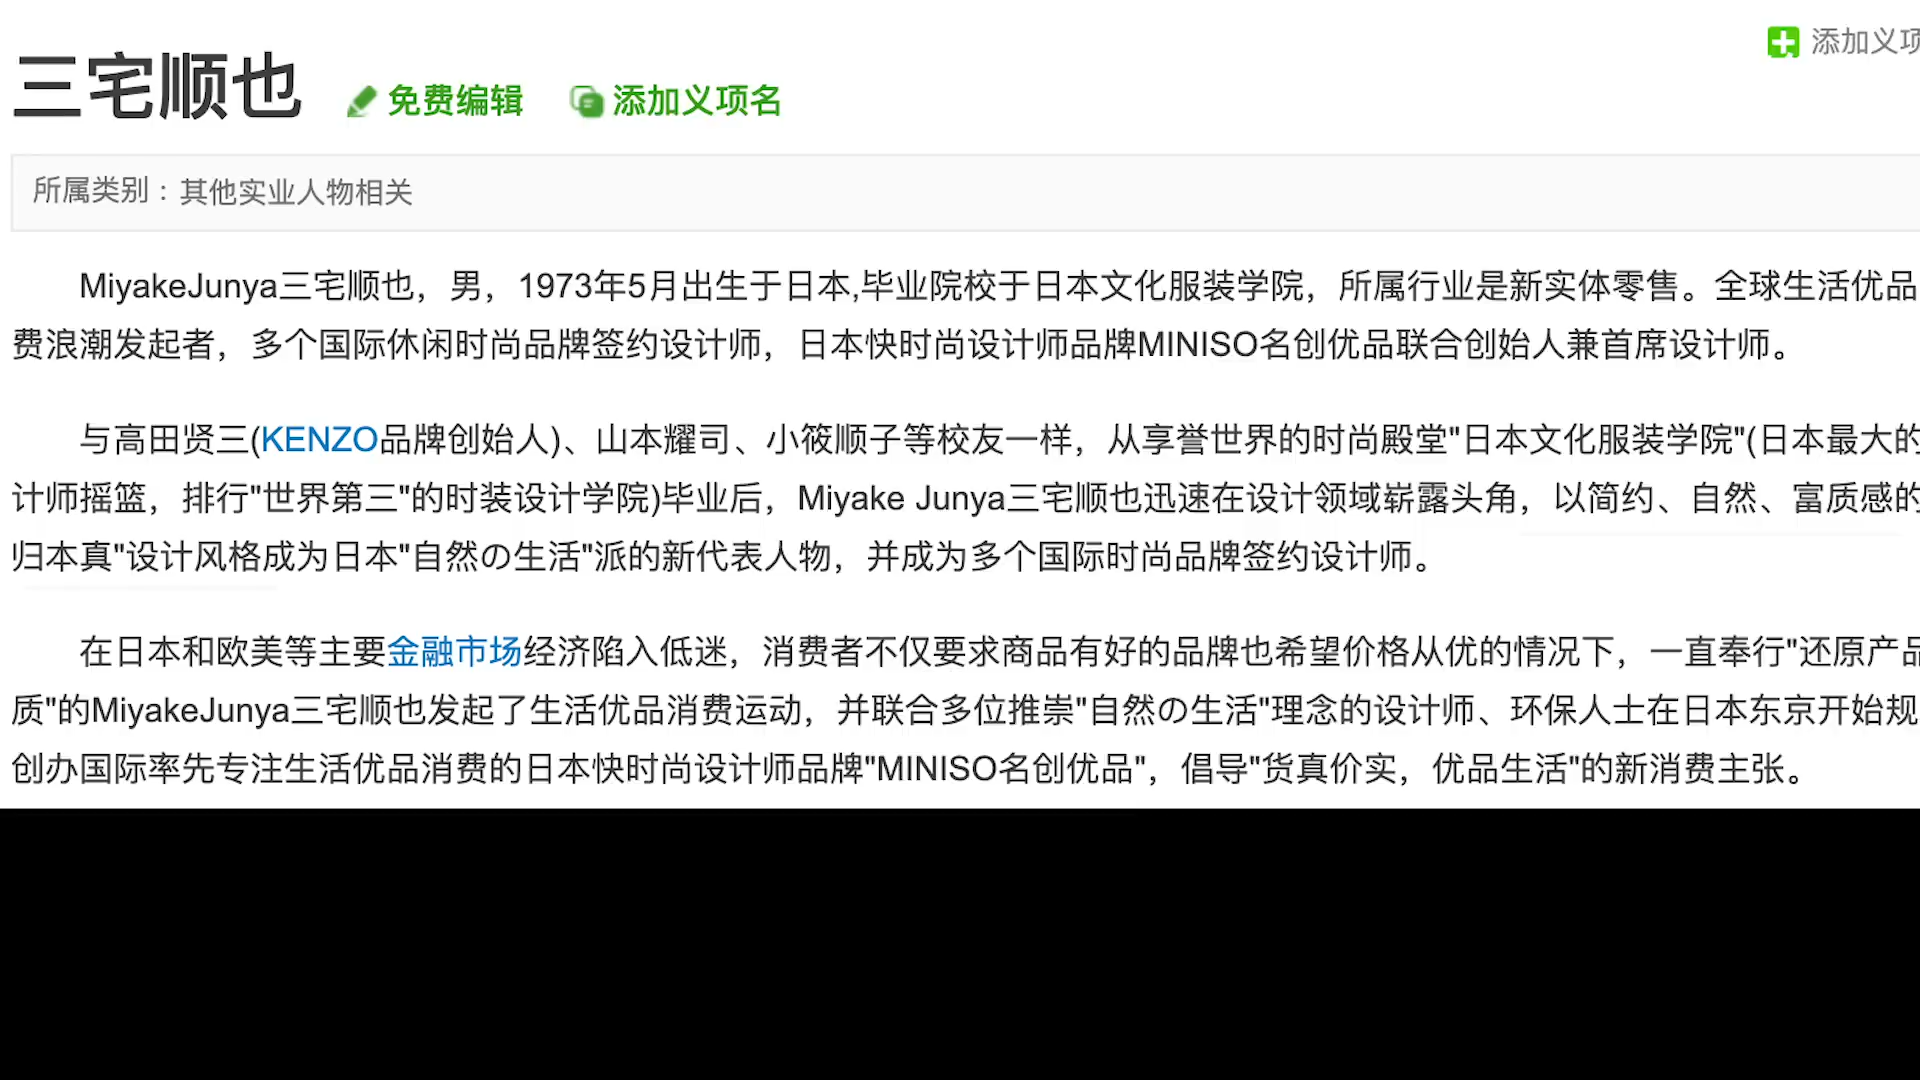 添加义项
三宅顺也 免费编辑 添加义项名
所属类别：其他实业人物相关
MiyakeJunya三宅顺也，男，1973年5月出生于日本,毕业院校于日本文化服装学院，所属行业是新实体零售。全球生活优品
费浪潮发起者，多个国际休闲时尚品牌签约设计师，日本快时尚设计师品牌MINISO名创优品联合创始人兼首席设计师。
与高田贤三(KENZO品牌创始人)、山本耀司、小筱顺子等校友一样，从享誉世界的时尚殿堂"日本文化服装学院"(日本最大的
计师摇篮，排行"世界第三"的时装设计学院)毕业后，Miyake Junya三宅顺也迅速在设计领域崭露头角，以简约、自然、富质感的
归本真"设计风格成为日本"自然の生活"派的新代表人物，并成为多个国际时尚品牌签约设计师。
在日本和欧美等主要金融市场经济陷入低迷，消费者不仅要求商品有好的品牌也希望价格从优的情况下，一直奉行"还原产品
质"的MiyakeJunya三宅顺也发起了生活优品消费运动，并联合多位推崇"自然の生活"理念的设计师、环保人士在日本东京开始规
创办国际率先专注生活优品消费的日本快时尚设计师品牌"MINISO名创优品"，倡导"货真价实，优品生活"的新消费主张。